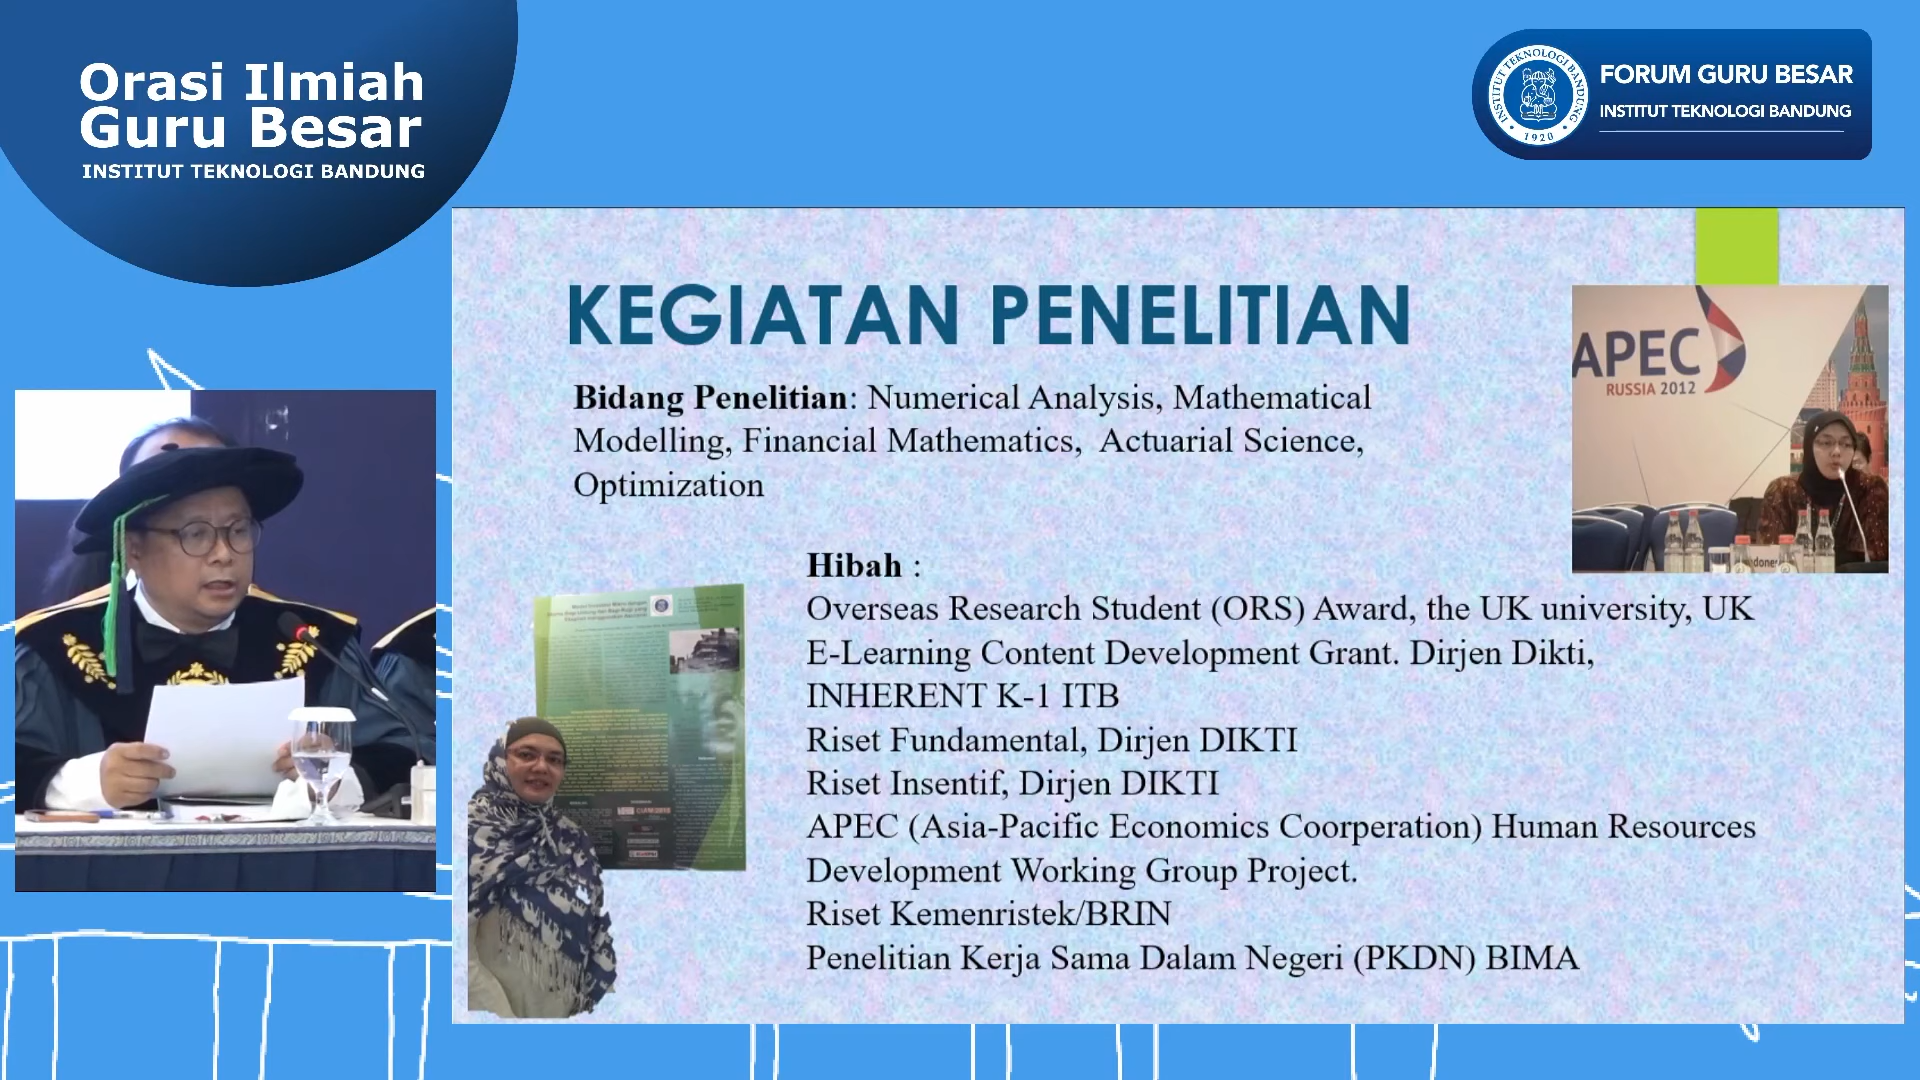 Orasi Ilmiah
Guru Besar
INSTITUT TEKNOLOGI BANDUNG
INSTITUT TEKNOLOGI BANDUNG
1920
FORUM GURU BESAR
INSTITUT TEKNOLOGI BANDUNG
KEGIATAN PENELITIAN
Bidang Penelitian: Numerical Analysis, Mathematical
Modelling, Financial Mathematics, Actuarial Science,
Optimization
APEC
RUSSIA 2012
Hibah :
Overseas Research Student (ORS) Award, the UK university, UK
E-Learning Content Development Grant. Dirjen Dikti,
INHERENT K-1 ITB
Riset Fundamental, Dirjen DIKTI
Riset Insentif, Dirjen DIKTI
APEC (Asia-Pacific Economics Coorperation) Human Resources
Development Working Group Project.
Riset Kemenristek/BRIN
Penelitian Kerja Sama Dalam Negeri (PKDN) BIMA